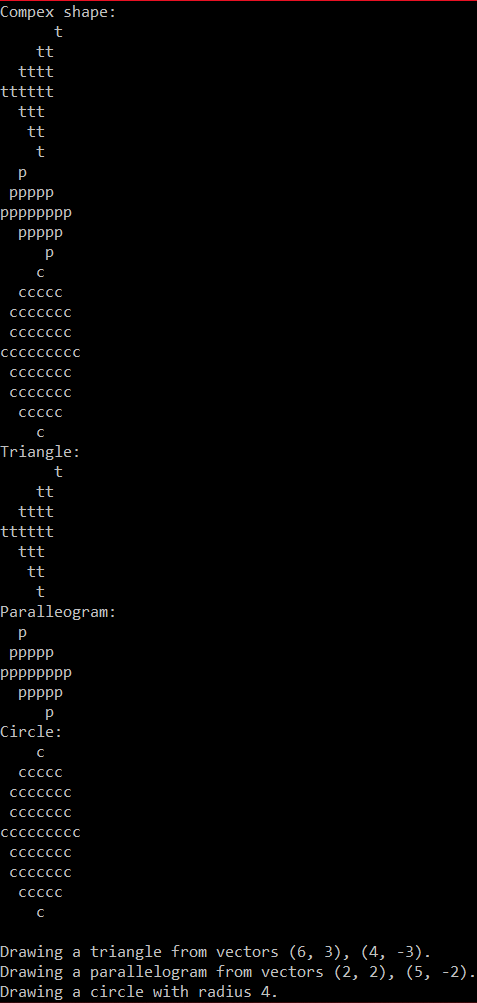 Compex shape:
      t
    tt
  tttt
tttttt
  ttt
   tt
    t
  p
 ppppp
pppppppp
  ppppp
     p
    c
  ccccc
 ccccccc
 ccccccc
ccccccccc
 ccccccc
 ccccccc
  ccccc
    c
Triangle:
      t
    tt
  tttt
tttttt
  ttt
   tt
    t
Paralleogram:
  p
 ppppp
pppppppp
  ppppp
     p
Circle:
    c
  ccccc
 ccccccc
 ccccccc
ccccccccc
 ccccccc
 ccccccc
  ccccc
    c

Drawing a triangle from vectors (6, 3), (4, -3).
Drawing a parallelogram from vectors (2, 2), (5, -2).
Drawing a circle with radius 4.